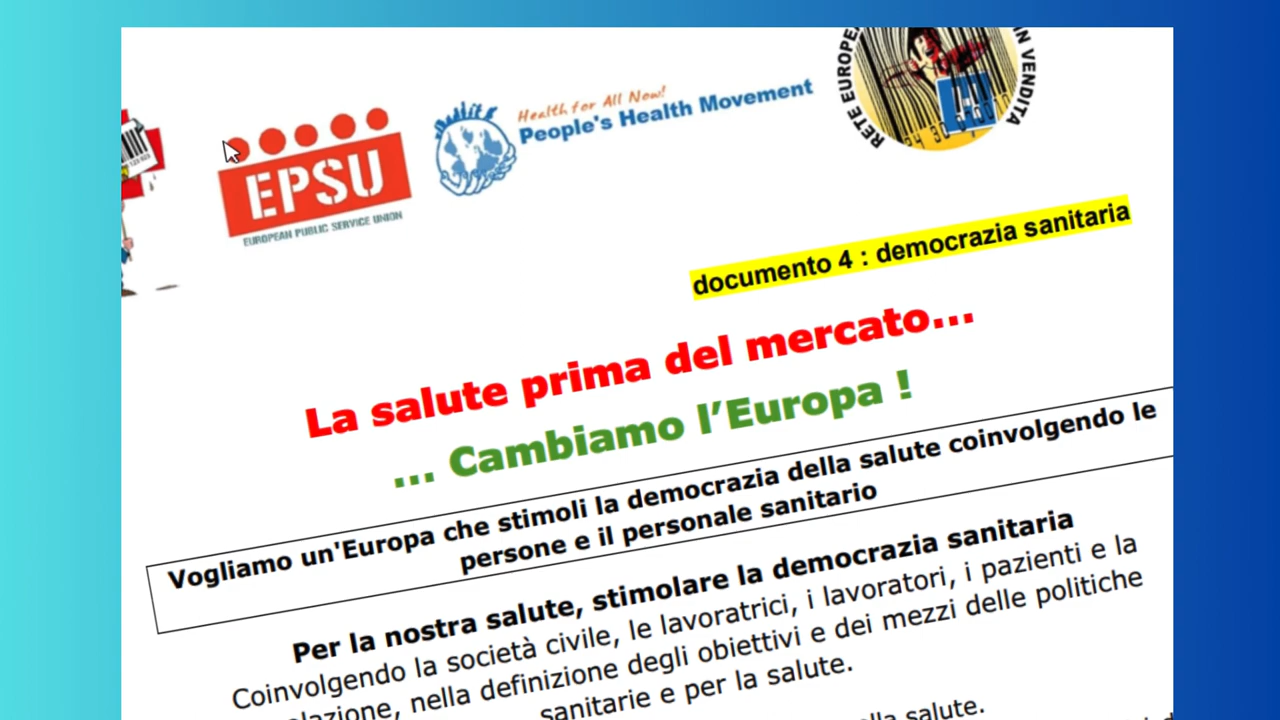 EPSU
EUROPEAN PUBLIC SERVICE UNION
Health for All Now!
People's Health Movement
RETE EUROPE
IN VENDITA
documento 4 : democrazia sanitaria
La salute prima del mercato...
... Cambiamo l'Europa !
Vogliamo un'Europa che stimoli la democrazia della salute coinvolgendo le
persone e il personale sanitario
Per la nostra salute, stimolare la democrazia sanitaria
Coinvolgendo la società civile, le lavoratrici, i lavoratori, i pazienti e la
nella definizione degli obiettivi e dei mezzi delle politiche
sanitarie e per la salute.
salute.